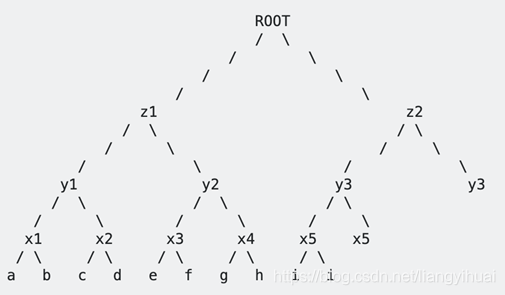 ROOT
z1 z2
y1 y2 y3 y3
x1 x2 x3 x4 x5 x5
a b c d e f g h i i
https://blog.csdn.net/liangyihuai